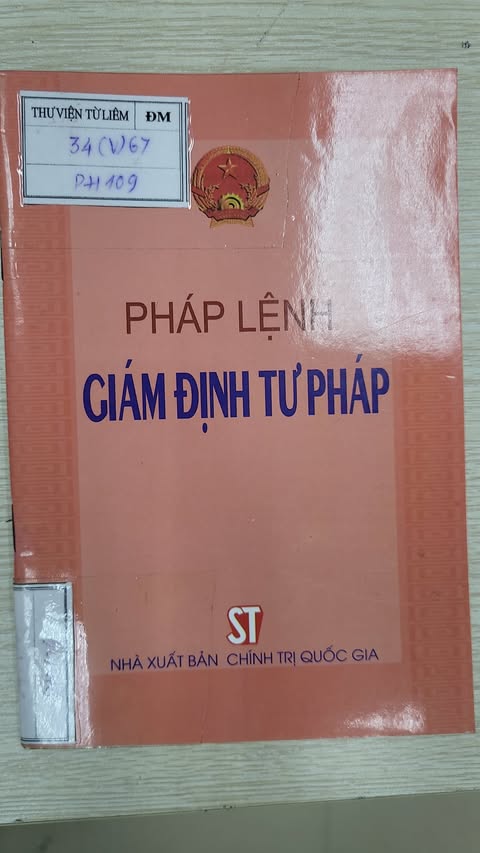 THƯ VIỆN TỪ LIÊM ĐM
34(V)67
PH109
PHÁP LỆNH
GIÁM ĐỊNH TƯ PHÁP
ST
NHÀ XUẤT BẢN CHÍNH TRỊ QUỐC GIA